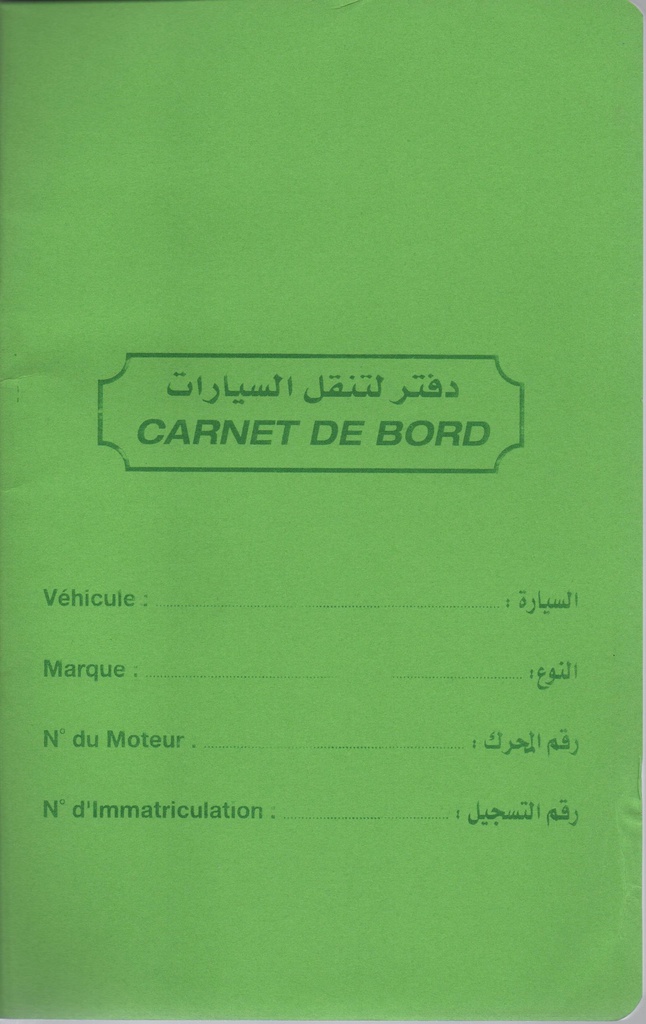 دفتر لتنقل السيارات
CARNET DE BORD
Véhicule : ........................ السيارة :
Marque : ........................ النوع :
N° du Moteur : ........................ رقم المحرك :
N° d'Immatriculation : ........................ رقم التسجيل :